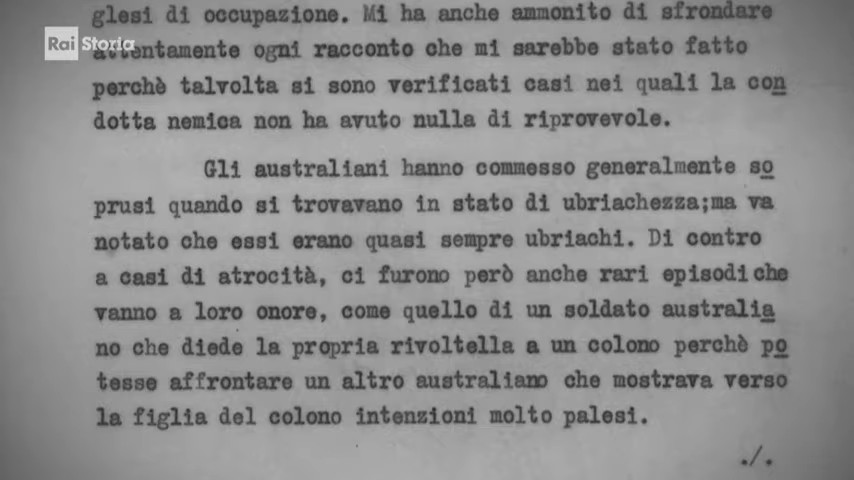 glesi di occupazione. Mi ha anche ammonito di sfrondare
Rai Storia
attentamente ogni racconto che mi sarebbe stato fatto
perchè talvolta si sono verificati casi nei quali la con
dotta nemica non ha avuto nulla di riprovevole.
Gli australiani hanno commesso generalmente so
prusi quando si trovavano in stato di ubriachezza;ma va
notato che essi erano quasi sempre ubriachi. Di contro
a casi di atrocità, ci furono però anche rari episodi che
vanno a loro onore, come quello di un soldato australia
no che diede la propria rivoltella a un colono perchè po
tesse affrontare un altro australiano che mostrava verso
la figlia del colono intenzioni molto palesi.
./.